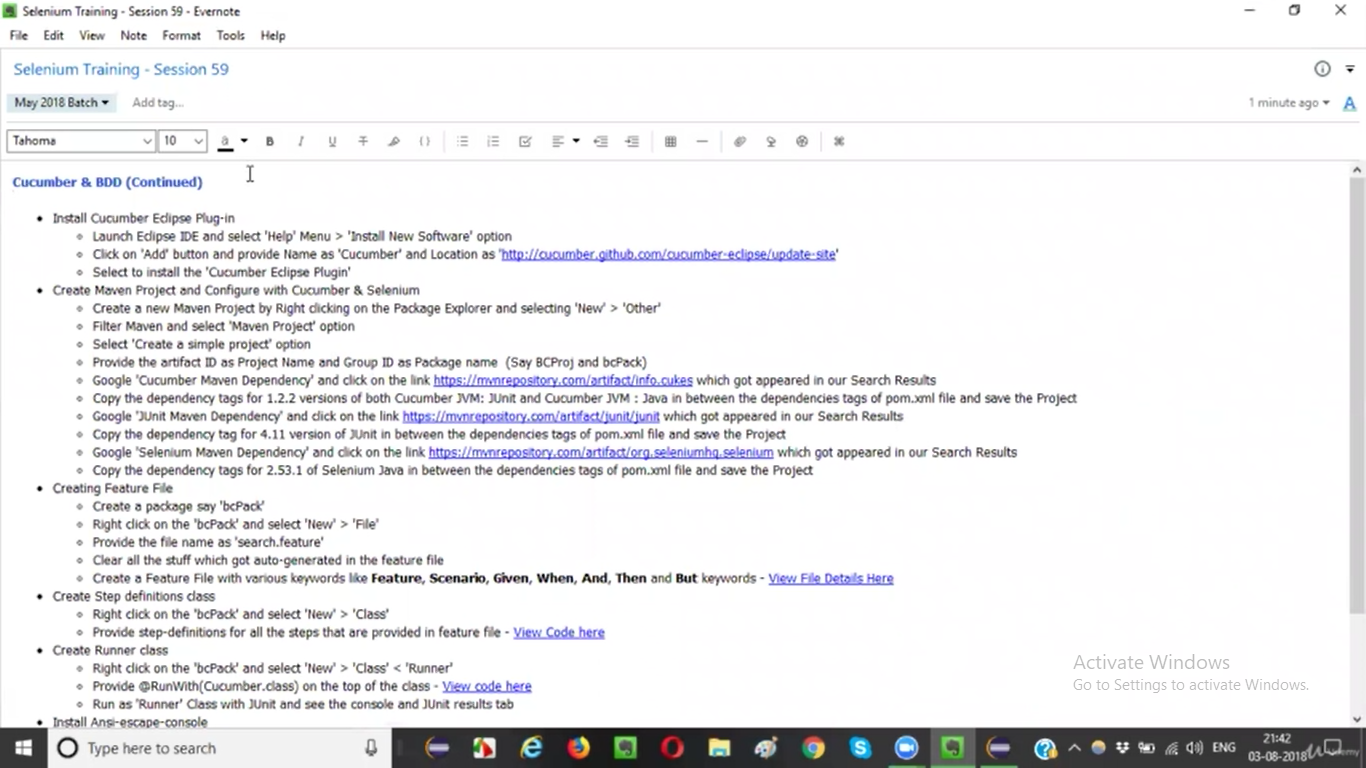 Selenium Training - Session 59 - Evernote
File Edit View Note Format Tools Help
Selenium Training - Session 59
May 2018 Batch Add tag... 1 minute ago
Tahoma 10
Cucumber & BDD (Continued)
Install Cucumber Eclipse Plug-in
Launch Eclipse IDE and select 'Help' Menu > 'Install New Software' option
Click on 'Add' button and provide Name as 'Cucumber' and Location as 'http://cucumber.github.com/cucumber-eclipse/update-site'
Select to install the 'Cucumber Eclipse Plugin'
Create Maven Project and Configure with Cucumber & Selenium
Create a new Maven Project by Right clicking on the Package Explorer and selecting 'New' > 'Other'
Filter Maven and select 'Maven Project' option
Select 'Create a simple project' option
Provide the artifact ID as Project Name and Group ID as Package name (Say BCProj and bcPack)
Google 'Cucumber Maven Dependency' and click on the link https://mvnrepository.com/artifact/info.cukes which got appeared in our Search Results
Copy the dependency tags for 1.2.2 versions of both Cucumber JVM: JUnit and Cucumber JVM : Java in between the dependencies tags of pom.xml file and save the Project
Google 'JUnit Maven Dependency' and click on the link https://mvnrepository.com/artifact/junit/junit which got appeared in our Search Results
Copy the dependency tag for 4.11 version of JUnit in between the dependencies tags of pom.xml file and save the Project
Google 'Selenium Maven Dependency' and click on the link https://mvnrepository.com/artifact/org.seleniumhq.selenium which got appeared in our Search Results
Copy the dependency tags for 2.53.1 of Selenium Java in between the dependencies tags of pom.xml file and save the Project
Creating Feature File
Create a package say 'bcPack'
Right click on the 'bcPack' and select 'New' > 'File'
Provide the file name as 'search.feature'
Clear all the stuff which got auto-generated in the feature file
Create a Feature File with various keywords like Feature, Scenario, Given, When, And, Then and But keywords - View File Details Here
Create Step definitions class
Right click on the 'bcPack' and select 'New' > 'Class'
Provide step-definitions for all the steps that are provided in feature file - View Code here
Create Runner class
Right click on the 'bcPack' and select 'New' > 'Class' < 'Runner'
Provide @RunWith(Cucumber.class) on the top of the class - View code here
Run as 'Runner' Class with JUnit and see the console and JUnit results tab
Install Ansi-escape-console
Activate Windows
Go to Settings to activate Windows.
Type here to search
ENG
21:42
03-08-2018
Udemy